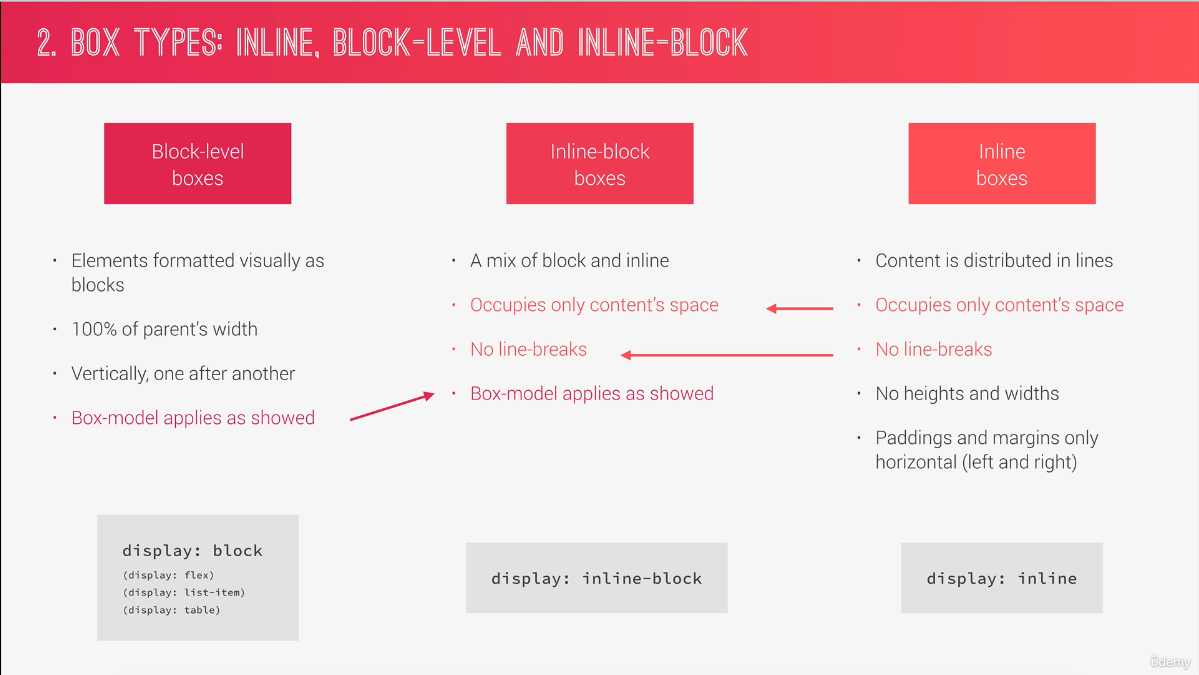 2. BOX TYPES: INLINE, BLOCK-LEVEL AND INLINE-BLOCK
Block-level
boxes
• Elements formatted visually as
blocks
• 100% of parent's width
• Vertically, one after another
• Box-model applies as showed
display: block
(display: flex)
(display: list-item)
(display: table)
Inline-block
boxes
• A mix of block and inline
• Occupies only content's space
• No line-breaks
• Box-model applies as showed
display: inline-block
Inline
boxes
• Content is distributed in lines
• Occupies only content's space
• No line-breaks
• No heights and widths
• Paddings and margins only
horizontal (left and right)
display: inline
ûdemy